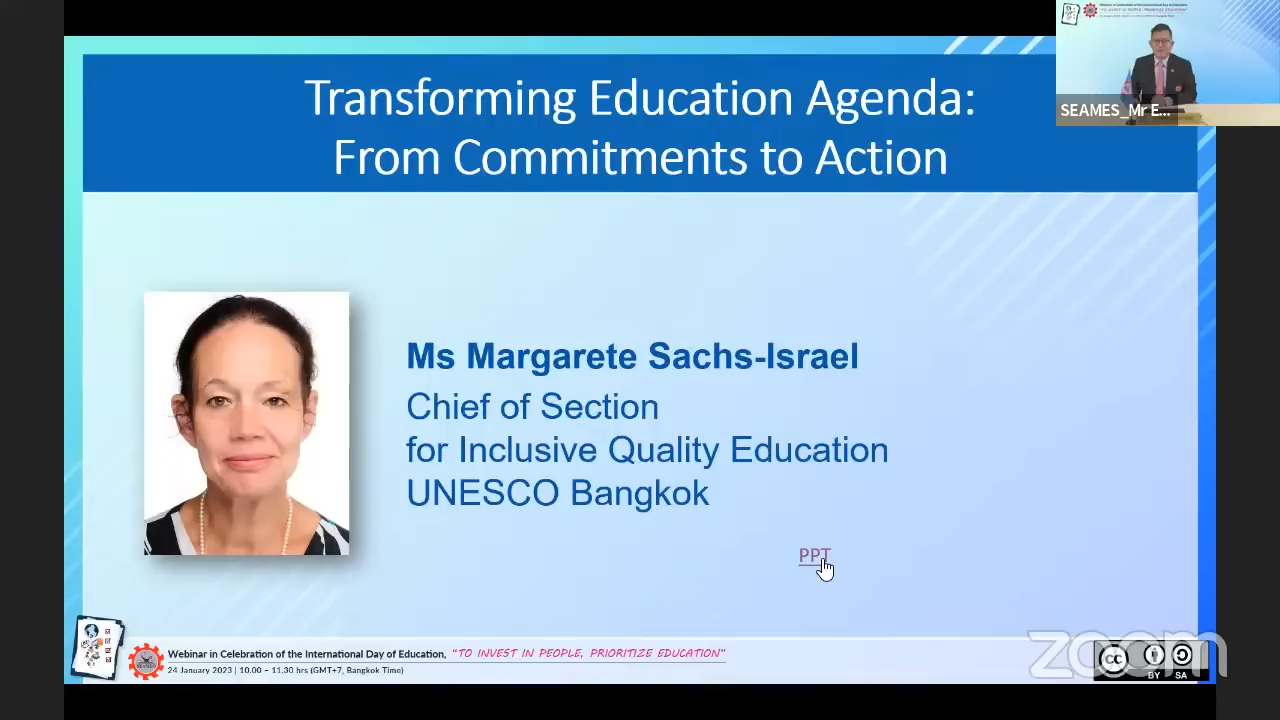 Transforming Education Agenda:
From Commitments to Action
SEAMES_Mr E...
Ms Margarete Sachs-Israel
Chief of Section
for Inclusive Quality Education
UNESCO Bangkok
PPT
Webinar in Celebration of the International Day of Education, "TO INVEST IN PEOPLE, PRIORITIZE EDUCATION"
24 January 2023 | 10.00 – 11.30 hrs (GMT+7, Bangkok Time)
SEAMEO
zoom
cc
BY SA